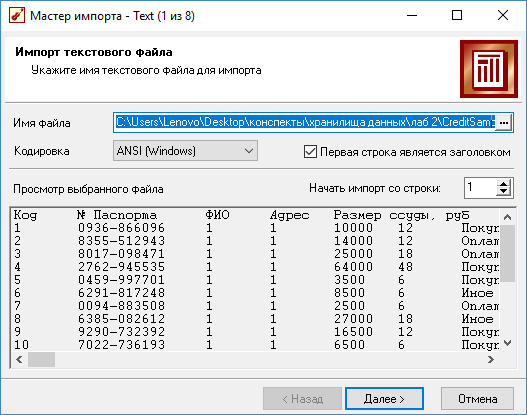 Мастер импорта - Text (1 из 8)
Импорт текстового файла
Укажите имя текстового файла для импорта
Имя файла C:\Users\Lenovo\Desktop\конспекты\хранилища данных\лаб 2\CreditSam ...
Кодировка ANSI (Windows) Первая строка является заголовком
Просмотр выбранного файла Начать импорт со строки: 1
Код № Паспорта ФИО Адрес Размер ссуды, руб
1 0936-866096 1 1 10000 12 Покуп
2 8355-512943 1 1 14000 12 Оплат
3 8017-098471 1 1 25000 18 Оплат
4 2762-945535 1 1 64000 48 Покуп
5 0459-997701 1 1 3500 6 Покуп
6 6291-817248 1 1 8500 6 Иное
7 0094-883508 1 1 25000 6 Оплат
8 6385-082612 1 1 27000 18 Иное
9 9290-732392 1 1 16500 12 Покуп
10 7022-736193 1 1 6500 6 Покуп
< Назад Далее > Отмена